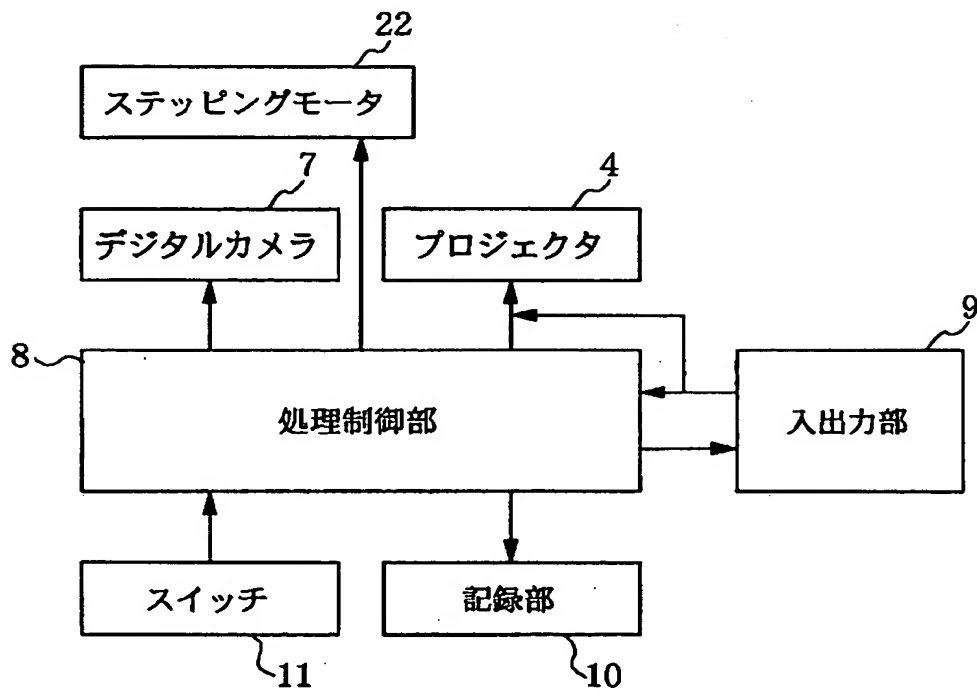 22
ステッピングモータ
7
デジタルカメラ
4
プロジェクタ
8
処理制御部
9
入出力部
スイッチ
11
記録部
10